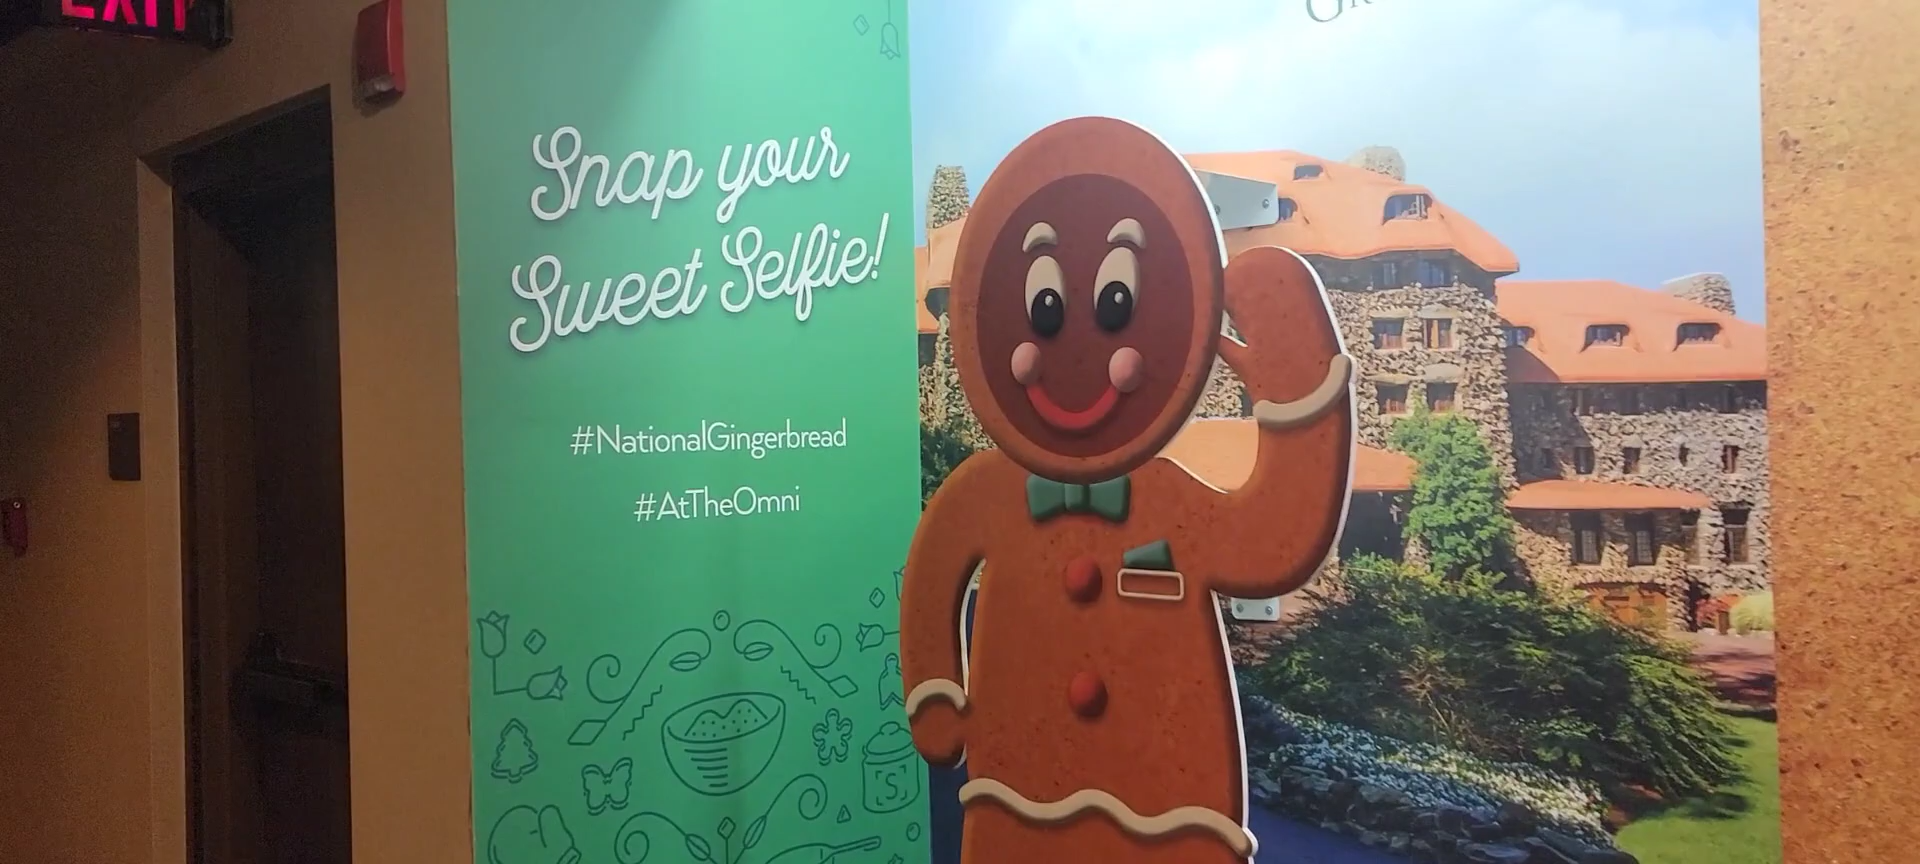 EXIT
Snap your
Sweet Selfie!
#NationalGingerbread
#AtTheOmni
S